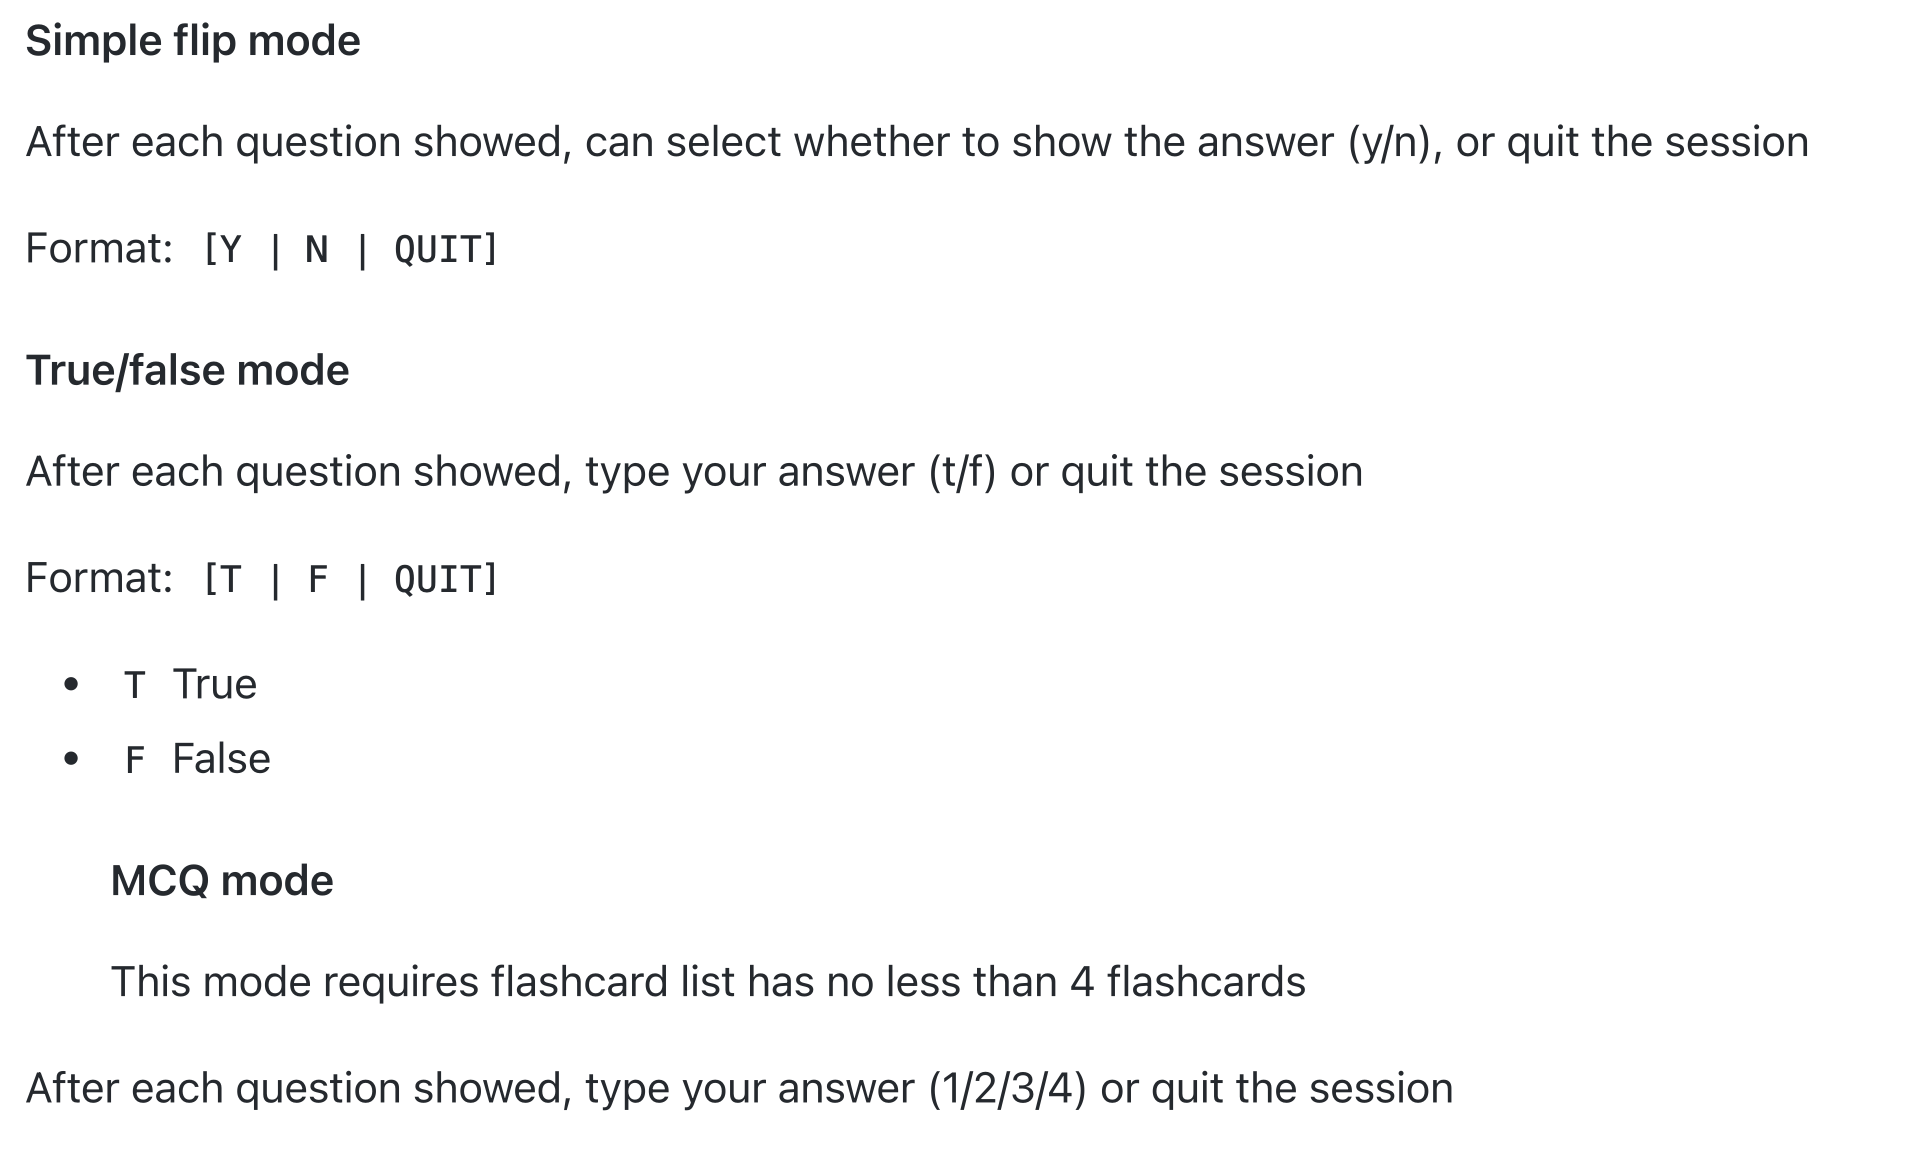 Simple flip mode
After each question showed, can select whether to show the answer (y/n), or quit the session
Format: [Y | N | QUIT]
True/false mode
After each question showed, type your answer (t/f) or quit the session
Format: [T | F | QUIT]
• T True
• F False
MCQ mode
This mode requires flashcard list has no less than 4 flashcards
After each question showed, type your answer (1/2/3/4) or quit the session